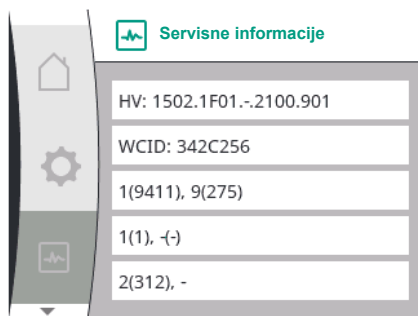 Servisne informacije
HV: 1502.1F01.-.2100.901
WCID: 342C256
1(9411), 9(275)
1(1), -(-)
2(312), -